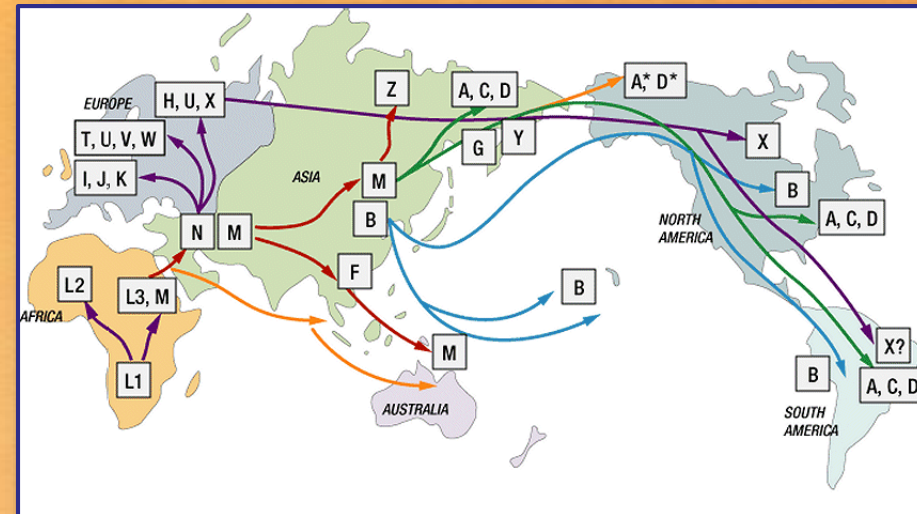 Z
A, C, D
A,* D*
EUROPE
H, U, X
T, U, V, W
G
Y
X
I, J, K
ASIA
M
B
B
NORTH
AMERICA
A, C, D
N
M
L2
L3, M
F
B
AFRICA
M
X?
L1
B
A, C, D
AUSTRALIA
SOUTH
AMERICA